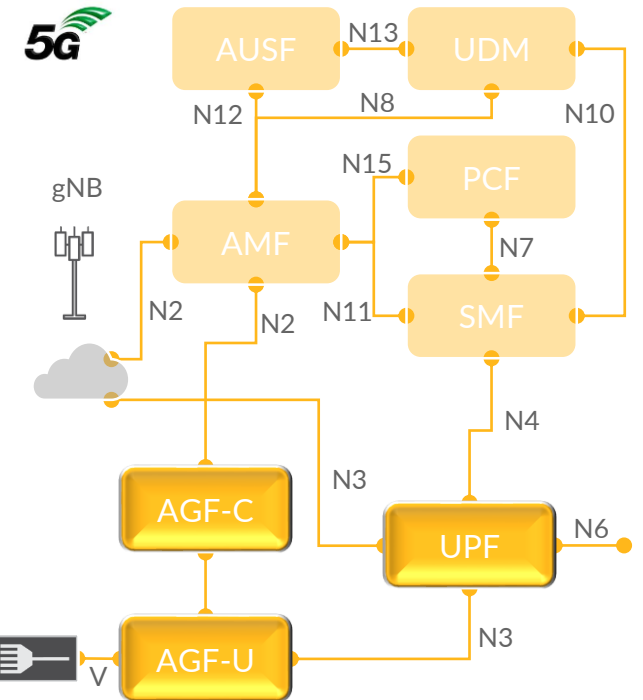 5G
AUSF
N13
UDM
N12
N8
N10
N15
PCF
gNB
AMF
N7
N2
N2
N11
SMF
N4
N3
AGF-C
UPF
N6
N3
AGF-U
V